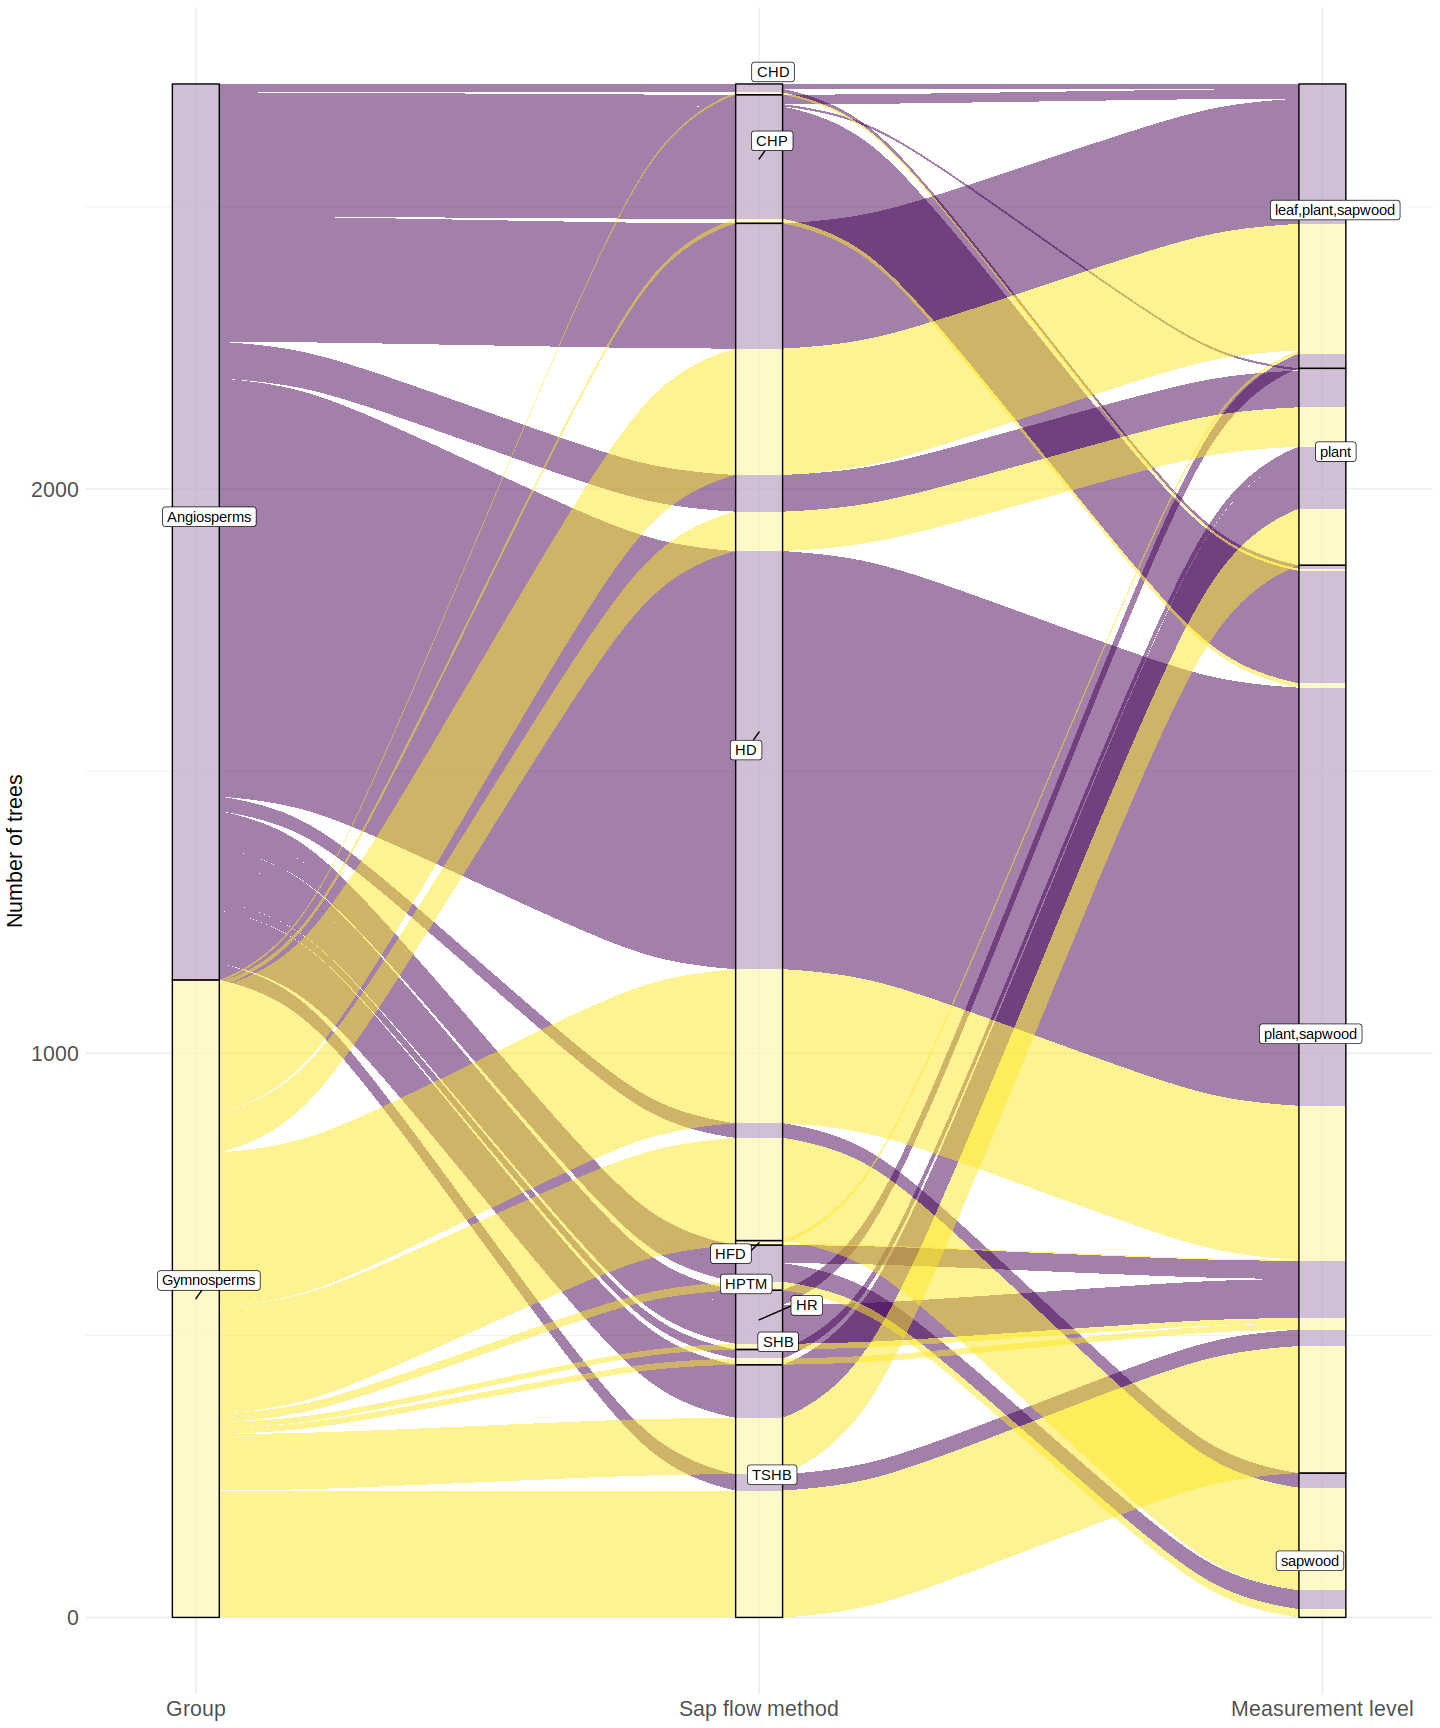 CHD
CHP
leaf,plant,sapwood
plant
2000
Angiosperms
HD
Number of trees
plant,sapwood
1000
HFD
Gymnosperms
HPTM
HR
SHB
TSHB
sapwood
0
Group
Sap flow method
Measurement level